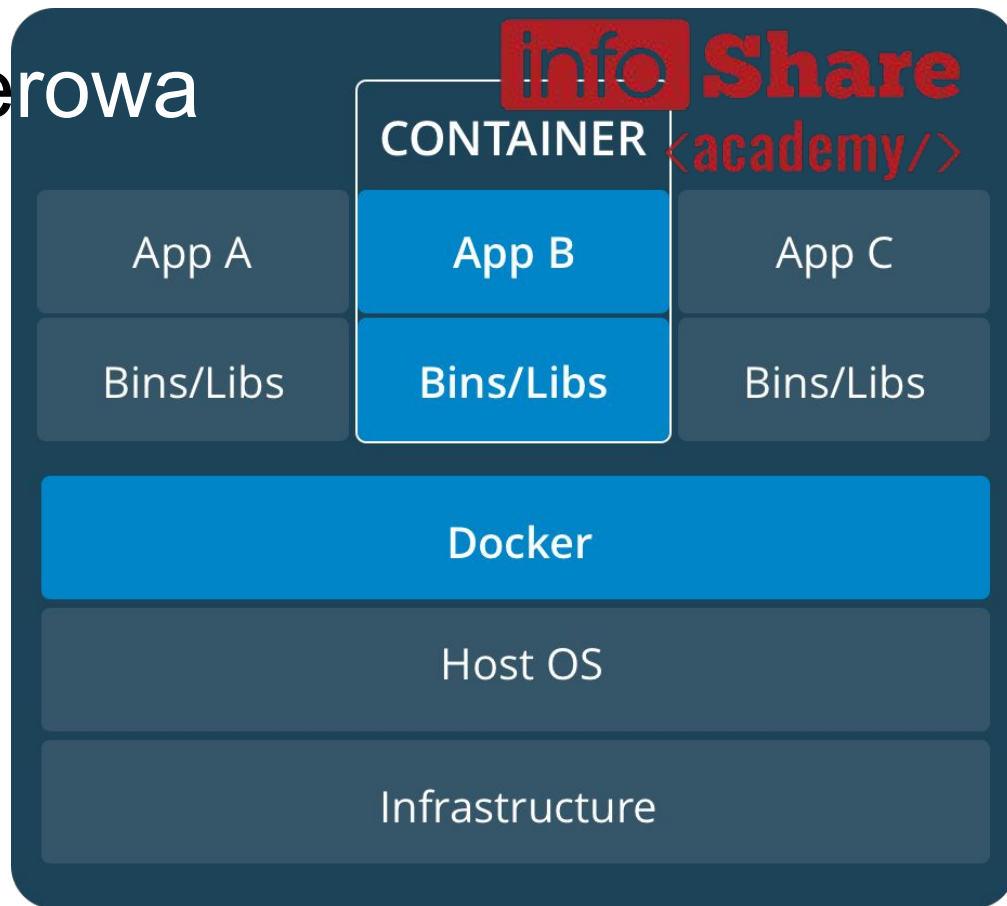 erowa
info Share
<academy/>
CONTAINER
App A App B App C
Bins/Libs Bins/Libs Bins/Libs
Docker
Host OS
Infrastructure